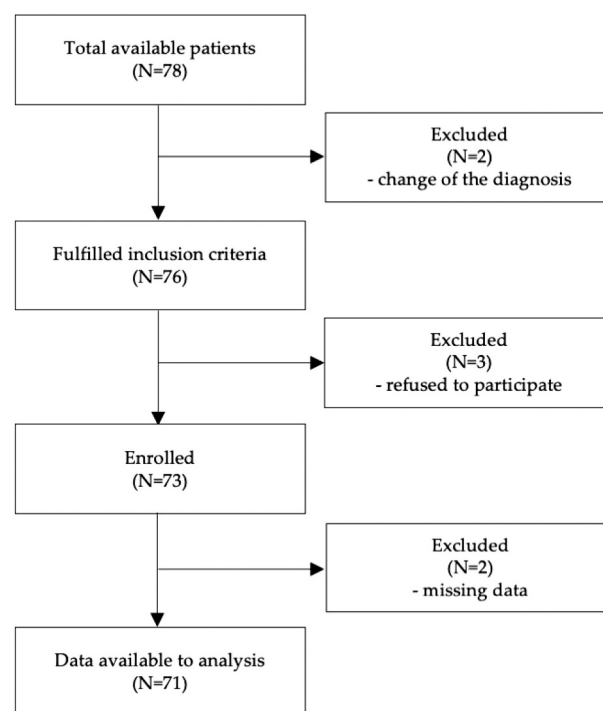 Total available patients
(N=78)
Excluded
(N=2)
- change of the diagnosis
Fulfilled inclusion criteria
(N=76)
Excluded
(N=3)
- refused to participate
Enrolled
(N=73)
Excluded
(N=2)
- missing data
Data available to analysis
(N=71)